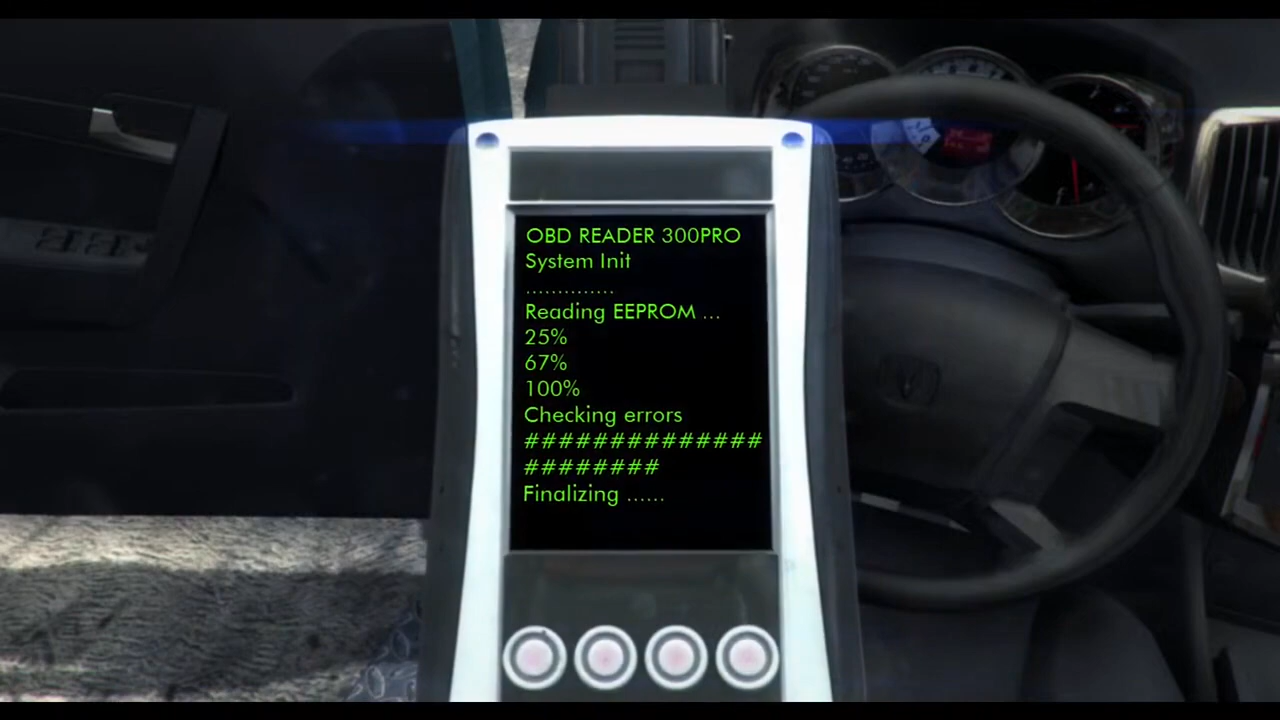 OBD READER 300PRO
System Init
..............
Reading EEPROM ...
25%
67%
100%
Checking errors
##############
########
Finalizing ......